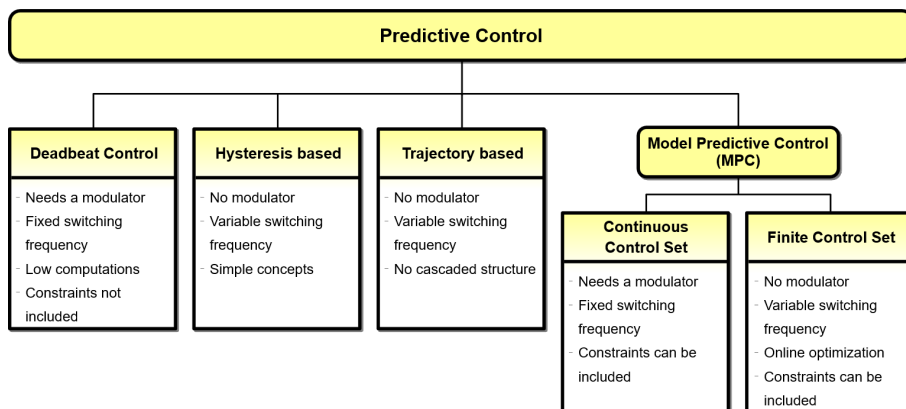 Predictive Control
Deadbeat Control
- Needs a modulator
- Fixed switching
frequency
- Low computations
- Constraints not
included
Hysteresis based
- No modulator
- Variable switching
frequency
- Simple concepts
Trajectory based
- No modulator
- Variable switching
frequency
- No cascaded structure
Model Predictive Control
(MPC)
Continuous
Control Set
- Needs a modulator
- Fixed switching
frequency
- Constraints can be
included
Finite Control Set
- No modulator
- Variable switching
frequency
- Online optimization
- Constraints can be
included